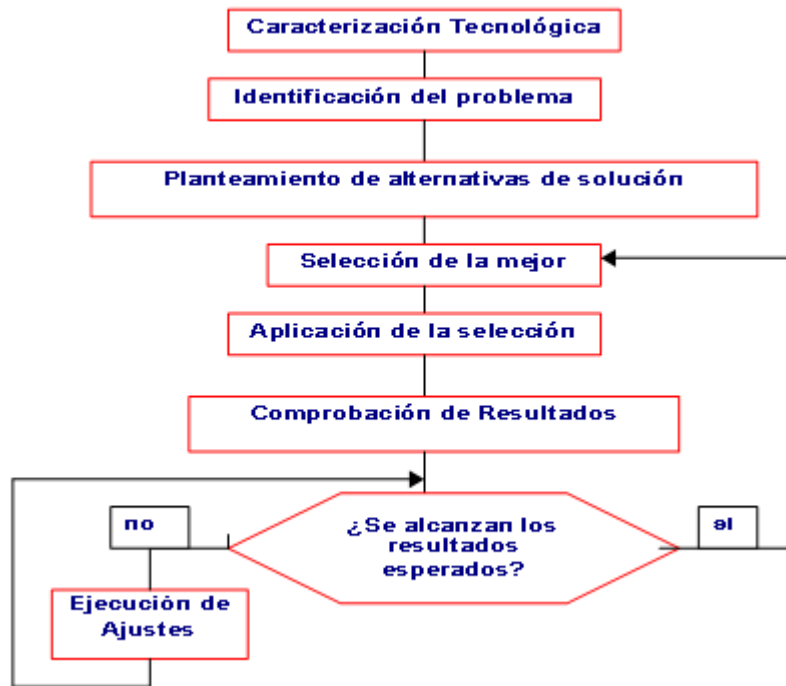 Caracterización Tecnológica
Identificación del problema
Planteamiento de alternativas de solución
Selección de la mejor
Aplicación de la selección
Comprobación de Resultados
no
¿Se alcanzan los
resultados
esperados?
Ejecución de
Ajustes